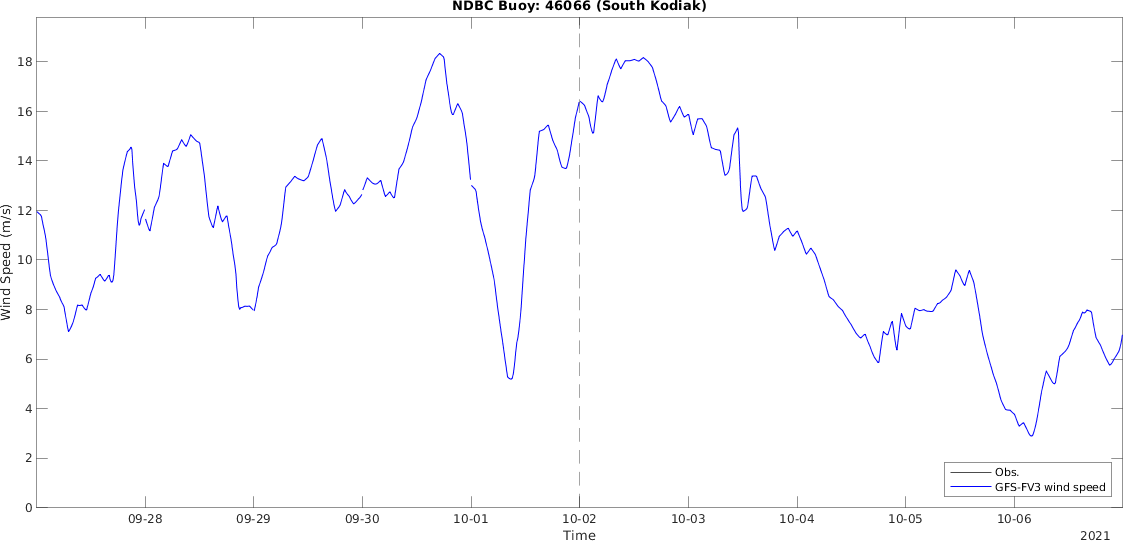 NDBC Buoy: 46066 (South Kodiak)
Wind Speed (m/s)
18
16
14
12
10
8
6
4
2
0
Obs.
GFS-FV3 wind speed
09-28 09-29 09-30 10-01 10-02 10-03 10-04 10-05 10-06
Time
2021